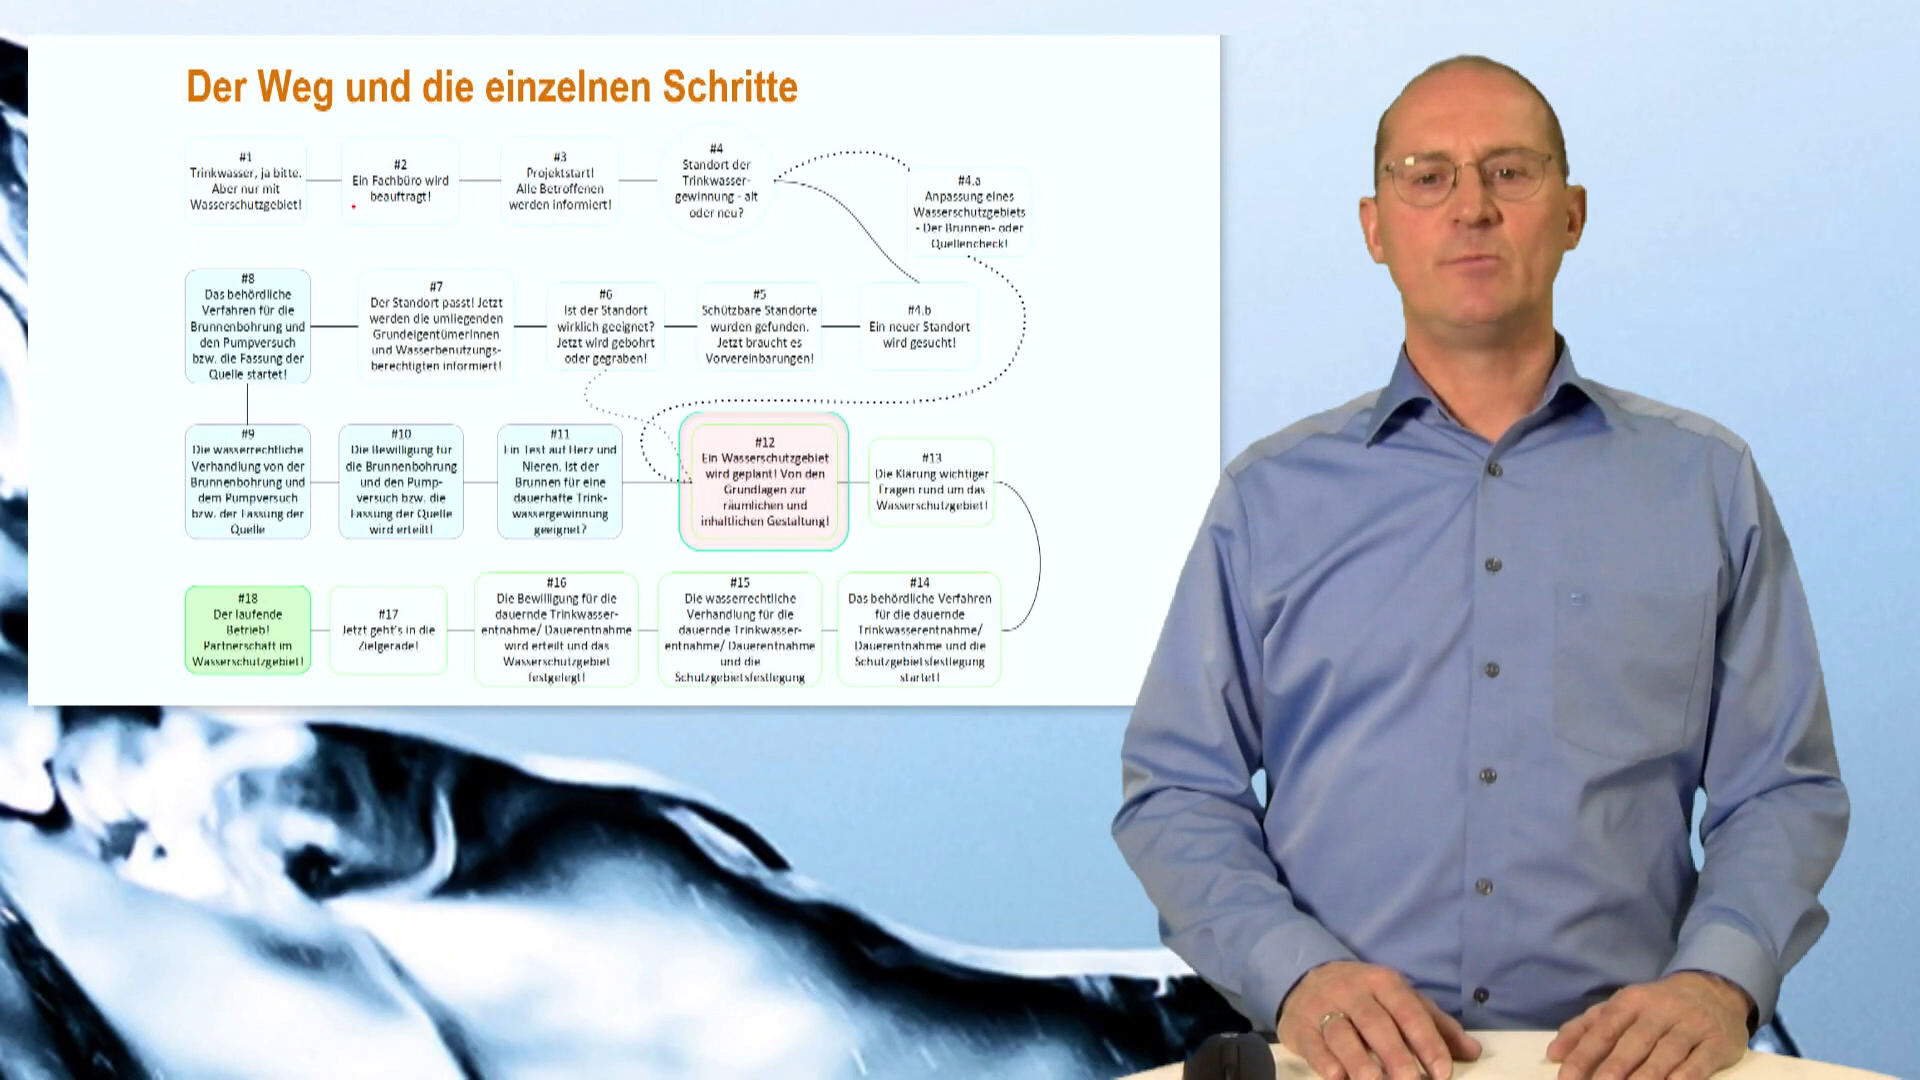 Der Weg und die einzelnen Schritte
#1
Trinkwasser, ja bitte.
Aber nur mit
Wasserschutzgebiet!
#2
Ein Fachbüro wird
beauftragt!
#3
Projektstart!
Alle Betroffenen
werden informiert!
#4
Standort der
Trinkwasser-
gewinnung - alt
oder neu?
#4.a
Anpassung eines
Wasserschutzgebiets
- Der Brunnen- oder
Quellencheck!
#8
Das behördliche
Verfahren für die
Brunnenbohrung und
den Pumpversuch
bzw. die Fassung der
Quelle startet!
#7
Der Standort passt! Jetzt
werden die umliegenden
GrundeigentümerInnen
und Wasserbenutzungs-
berechtigten informiert!
#6
Ist der Standort
wirklich geeignet?
Jetzt wird gebohrt
oder gegraben!
#5
Schützbare Standorte
wurden gefunden.
Jetzt braucht es
Vorvereinbarungen!
#4.b
Ein neuer Standort
wird gesucht!
#9
Die wasserrechtliche
Verhandlung von der
Brunnenbohrung und
dem Pumpversuch
bzw. der Fassung der
Quelle
#10
Die Bewilligung für
die Brunnenbohrung
und den Pump-
versuch bzw. die
Fassung der Quelle
wird erteilt!
#11
Ein Test auf Herz und
Nieren. Ist der
Brunnen für eine
dauerhafte Trink-
wassergewinnung
geeignet?
#12
Ein Wasserschutzgebiet
wird geplant! Von den
Grundlagen zur
räumlichen und
inhaltlichen Gestaltung!
#13
Die Klärung wichtiger
Fragen rund um das
Wasserschutzgebiet!
#18
Der laufende
Betrieb!
Partnerschaft im
Wasserschutzgebiet!
#17
Jetzt geht's in die
Zielgerade!
#16
Die Bewilligung für die
dauernde Trinkwasser-
entnahme/ Dauerentnahme
wird erteilt und das
Wasserschutzgebiet
festgelegt!
#15
Die wasserrechtliche
Verhandlung für die
dauernde Trinkwasser-
entnahme/ Dauerentnahme
und die
Schutzgebietsfestlegung
#14
Das behördliche Verfahren
für die dauernde
Trinkwasserentnahme/
Dauerentnahme und die
Schutzgebietsfestlegung
startet!